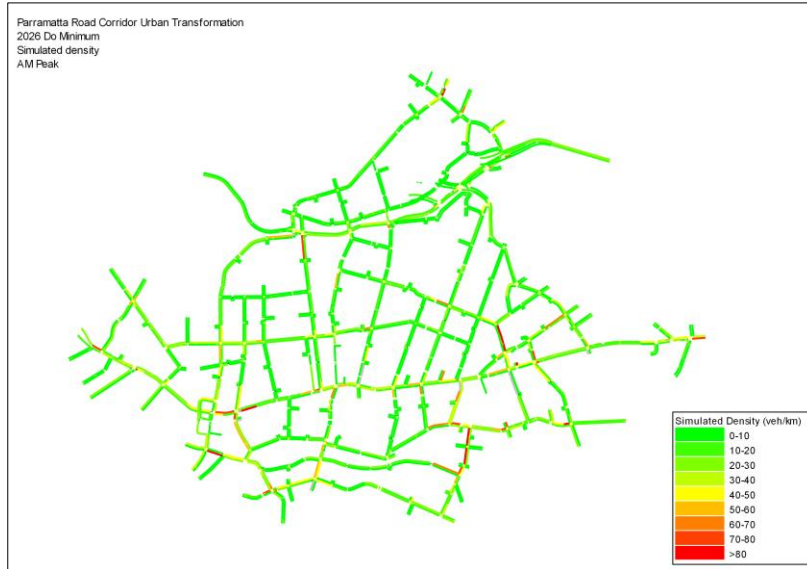 Parramatta Road Corridor Urban Transformation
2026 Do Minimum
Simulated density
AM Peak
Simulated Density (veh/km)
0-10
10-20
20-30
30-40
40-50
50-60
60-70
70-80
>80